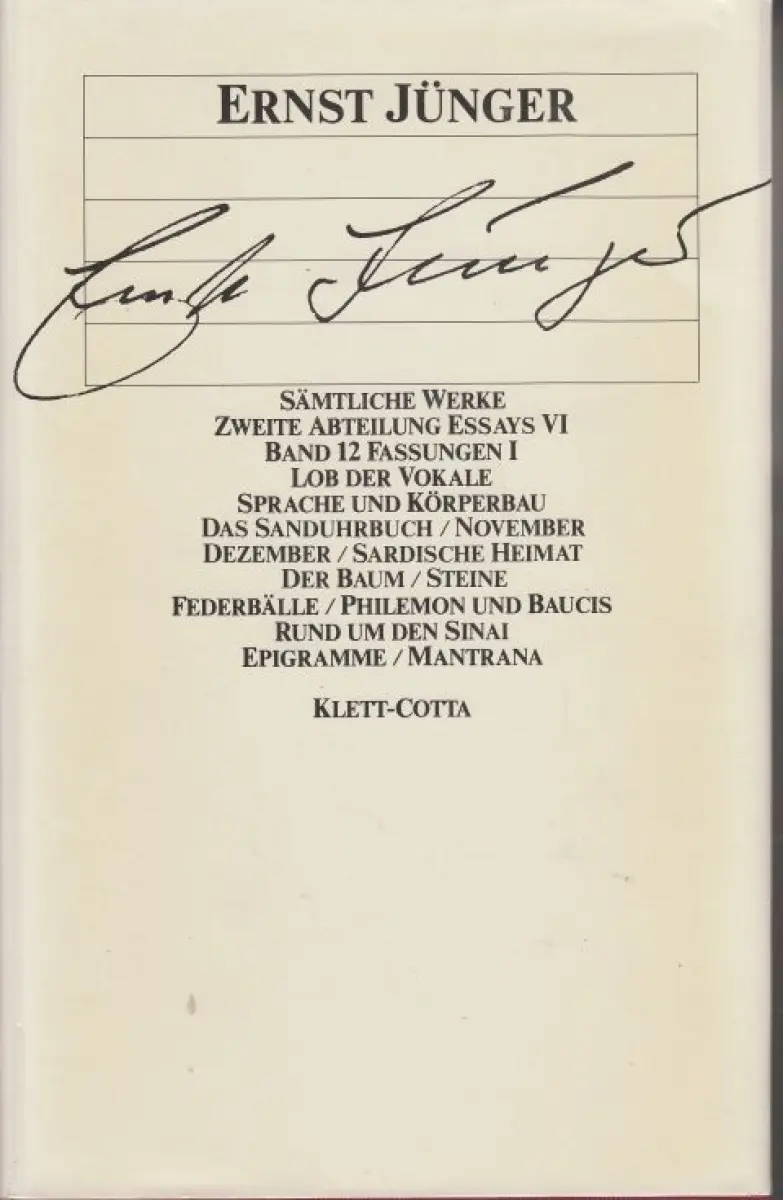 ERNST JÜNGER
Ernst Jünger
SÄMTLICHE WERKE
ZWEITE ABTEILUNG ESSAYS VI
BAND 12 FASSUNGEN I
LOB DER VOKALE
SPRACHE UND KÖRPERBAU
DAS SANDUHRBUCH / NOVEMBER
DEZEMBER / SARDISCHE HEIMAT
DER BAUM / STEINE
FEDERBÄLLE / PHILEMON UND BAUCIS
RUND UM DEN SINAI
EPIGRAMME / MANTRANA
KLETT-COTTA